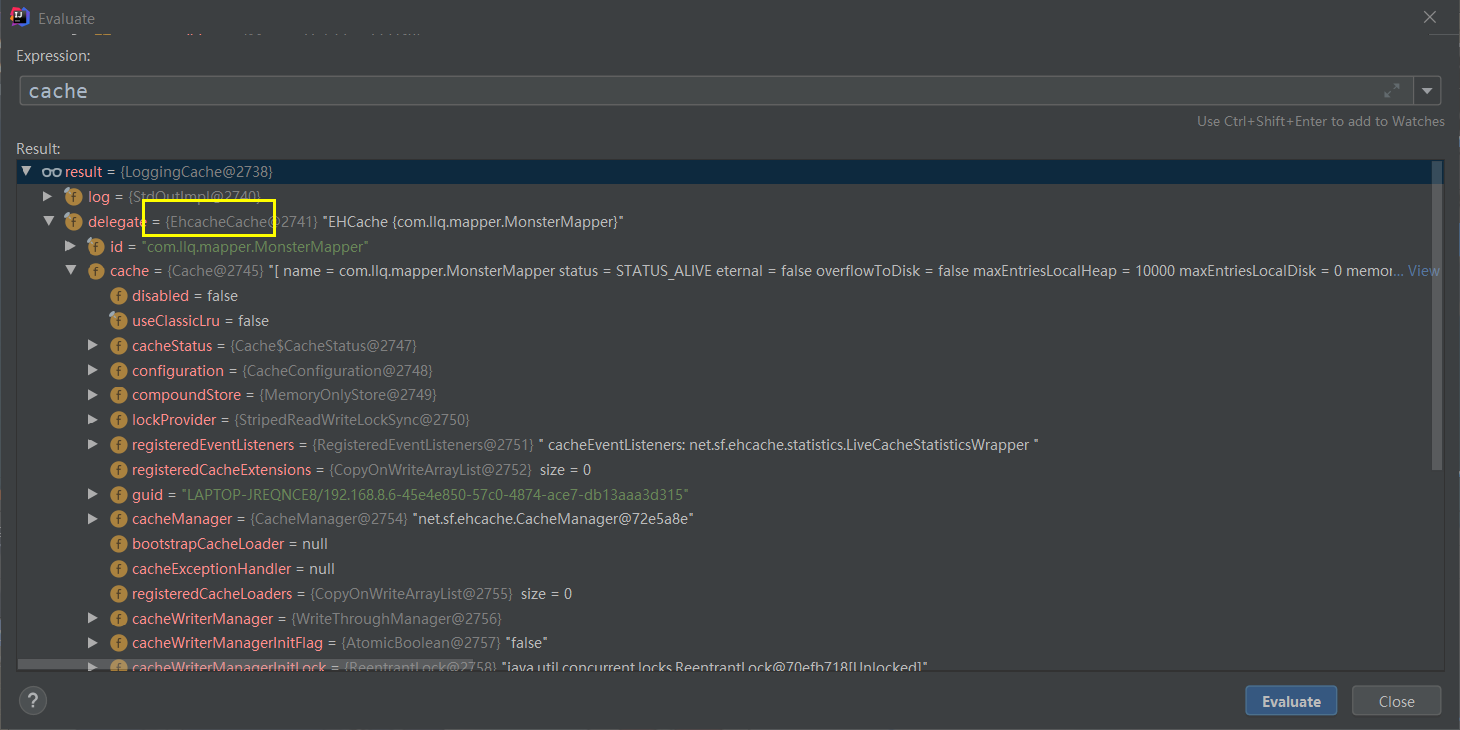 Evaluate
Expression:
cache
Use Ctrl+Shift+Enter to add to Watches
Result:
result = {LoggingCache@2738}
log = {StdOutImpl@2740}
delegate = {EhcacheCache@2741} "EHCache {com.llq.mapper.MonsterMapper}"
id = "com.llq.mapper.MonsterMapper"
cache = {Cache@2745} "[ name = com.llq.mapper.MonsterMapper status = STATUS_ALIVE eternal = false overflowToDisk = false maxEntriesLocalHeap = 10000 maxEntriesLocalDisk = 0 memor... View
disabled = false
useClassicLru = false
cacheStatus = {Cache$CacheStatus@2747}
configuration = {CacheConfiguration@2748}
compoundStore = {MemoryOnlyStore@2749}
lockProvider = {StripedReadWriteLockSync@2750}
registeredEventListeners = {RegisteredEventListeners@2751} " cacheEventListeners: net.sf.ehcache.statistics.LiveCacheStatisticsWrapper "
registeredCacheExtensions = {CopyOnWriteArrayList@2752} size = 0
guid = "LAPTOP-JREQNCE8/192.168.8.6-45e4e850-57c0-4874-ace7-db13aaa3d315"
cacheManager = {CacheManager@2754} "net.sf.ehcache.CacheManager@72e5a8e"
bootstrapCacheLoader = null
cacheExceptionHandler = null
registeredCacheLoaders = {CopyOnWriteArrayList@2755} size = 0
cacheWriterManager = {WriteThroughManager@2756}
cacheWriterManagerInitFlag = {AtomicBoolean@2757} "false"
cacheWriterManagerInitLock = {ReentrantLock@2758} "java.util.concurrent.locks.ReentrantLock@70efb718[Unlocked]"
? Evaluate Close